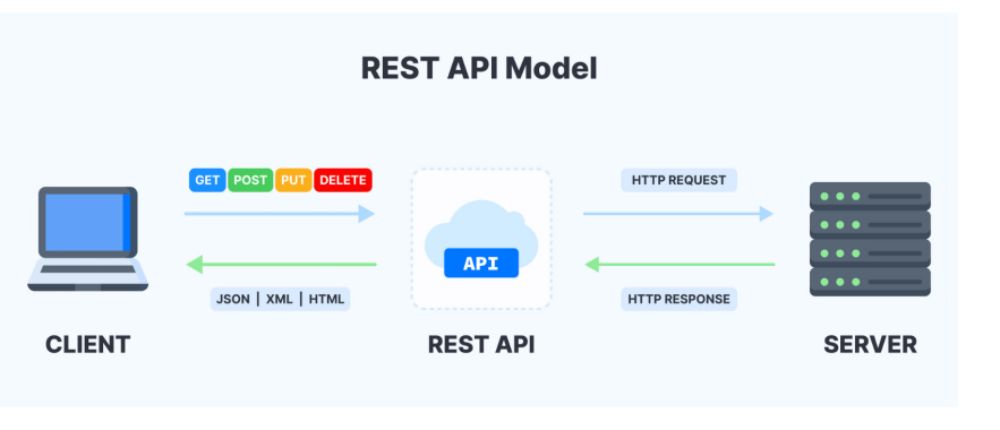 REST API Model
GET POST PUT DELETE
HTTP REQUEST
API
JSON | XML | HTML
HTTP RESPONSE
CLIENT
REST API
SERVER